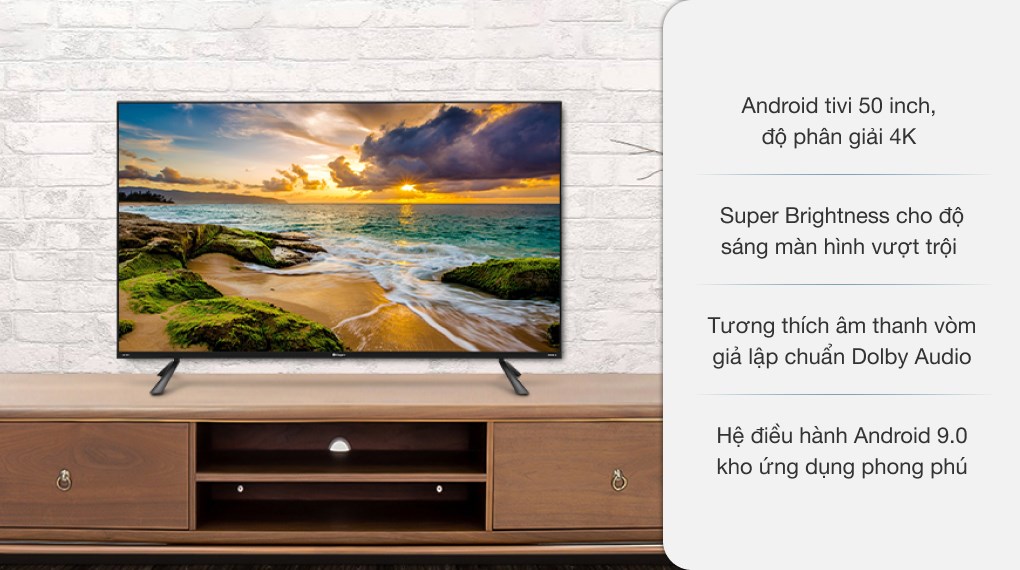 Android tivi 50 inch,
độ phân giải 4K
Super Brightness cho độ
sáng màn hình vượt trội
Tương thích âm thanh vòm
giả lập chuẩn Dolby Audio
Hệ điều hành Android 9.0
kho ứng dụng phong phú